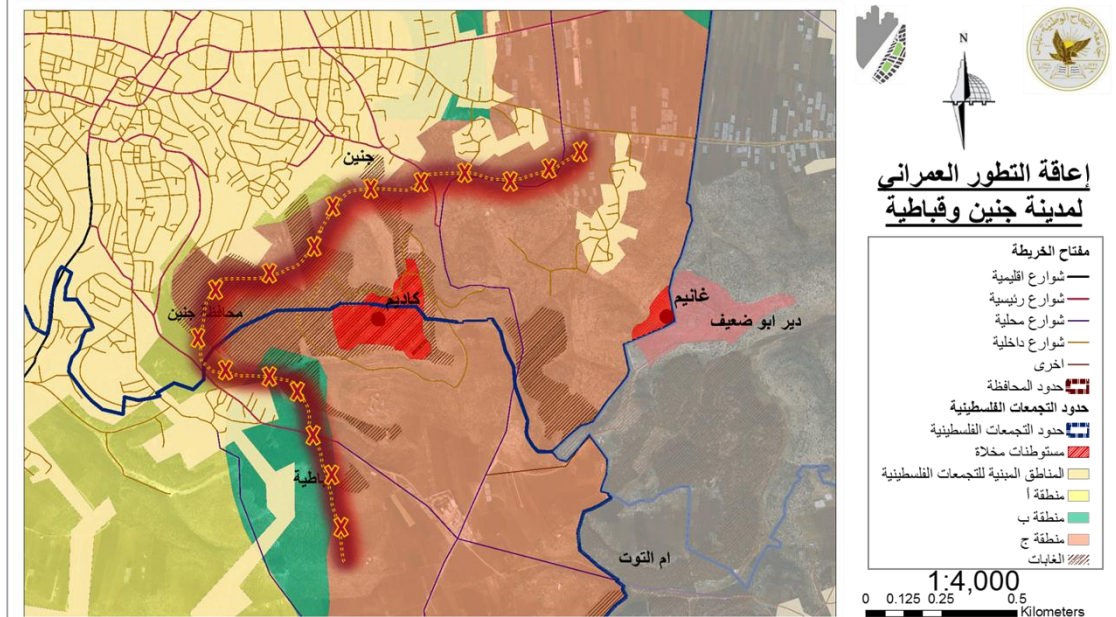 جنين
كاديم
غانيم
دير ابو ضعيف
محافظة جنين
ام التوت
N
إعاقة التطور العمراني
لمدينة جنين وقباطية
مفتاح الخريطة
شوارع اقليمية
شوارع رئيسية
شوارع محلية
شوارع داخلية
اخرى
حدود المحافظة
حدود التجمعات الفلسطينية
حدود التجمعات الفلسطينية
مستوطنات مخلاة
المناطق المبنية للتجمعات الفلسطينية
منطقة أ
منطقة ب
منطقة ج
الغابات
1:4,000
0 0.125 0.25 0.5
Kilometers